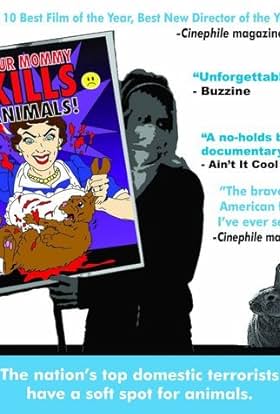 10 Best Film of the Year, Best New Director of the Ye
-Cinephile magazine
UR MOMMY
KILLS
ANIMALS!
"Unforgettabl
- Buzzine
"A no-holds b
documentary
- Ain't It Cool
"The brave
American f
I've ever se
-Cinephile mag
The nation's top domestic terrorists
have a soft spot for animals.